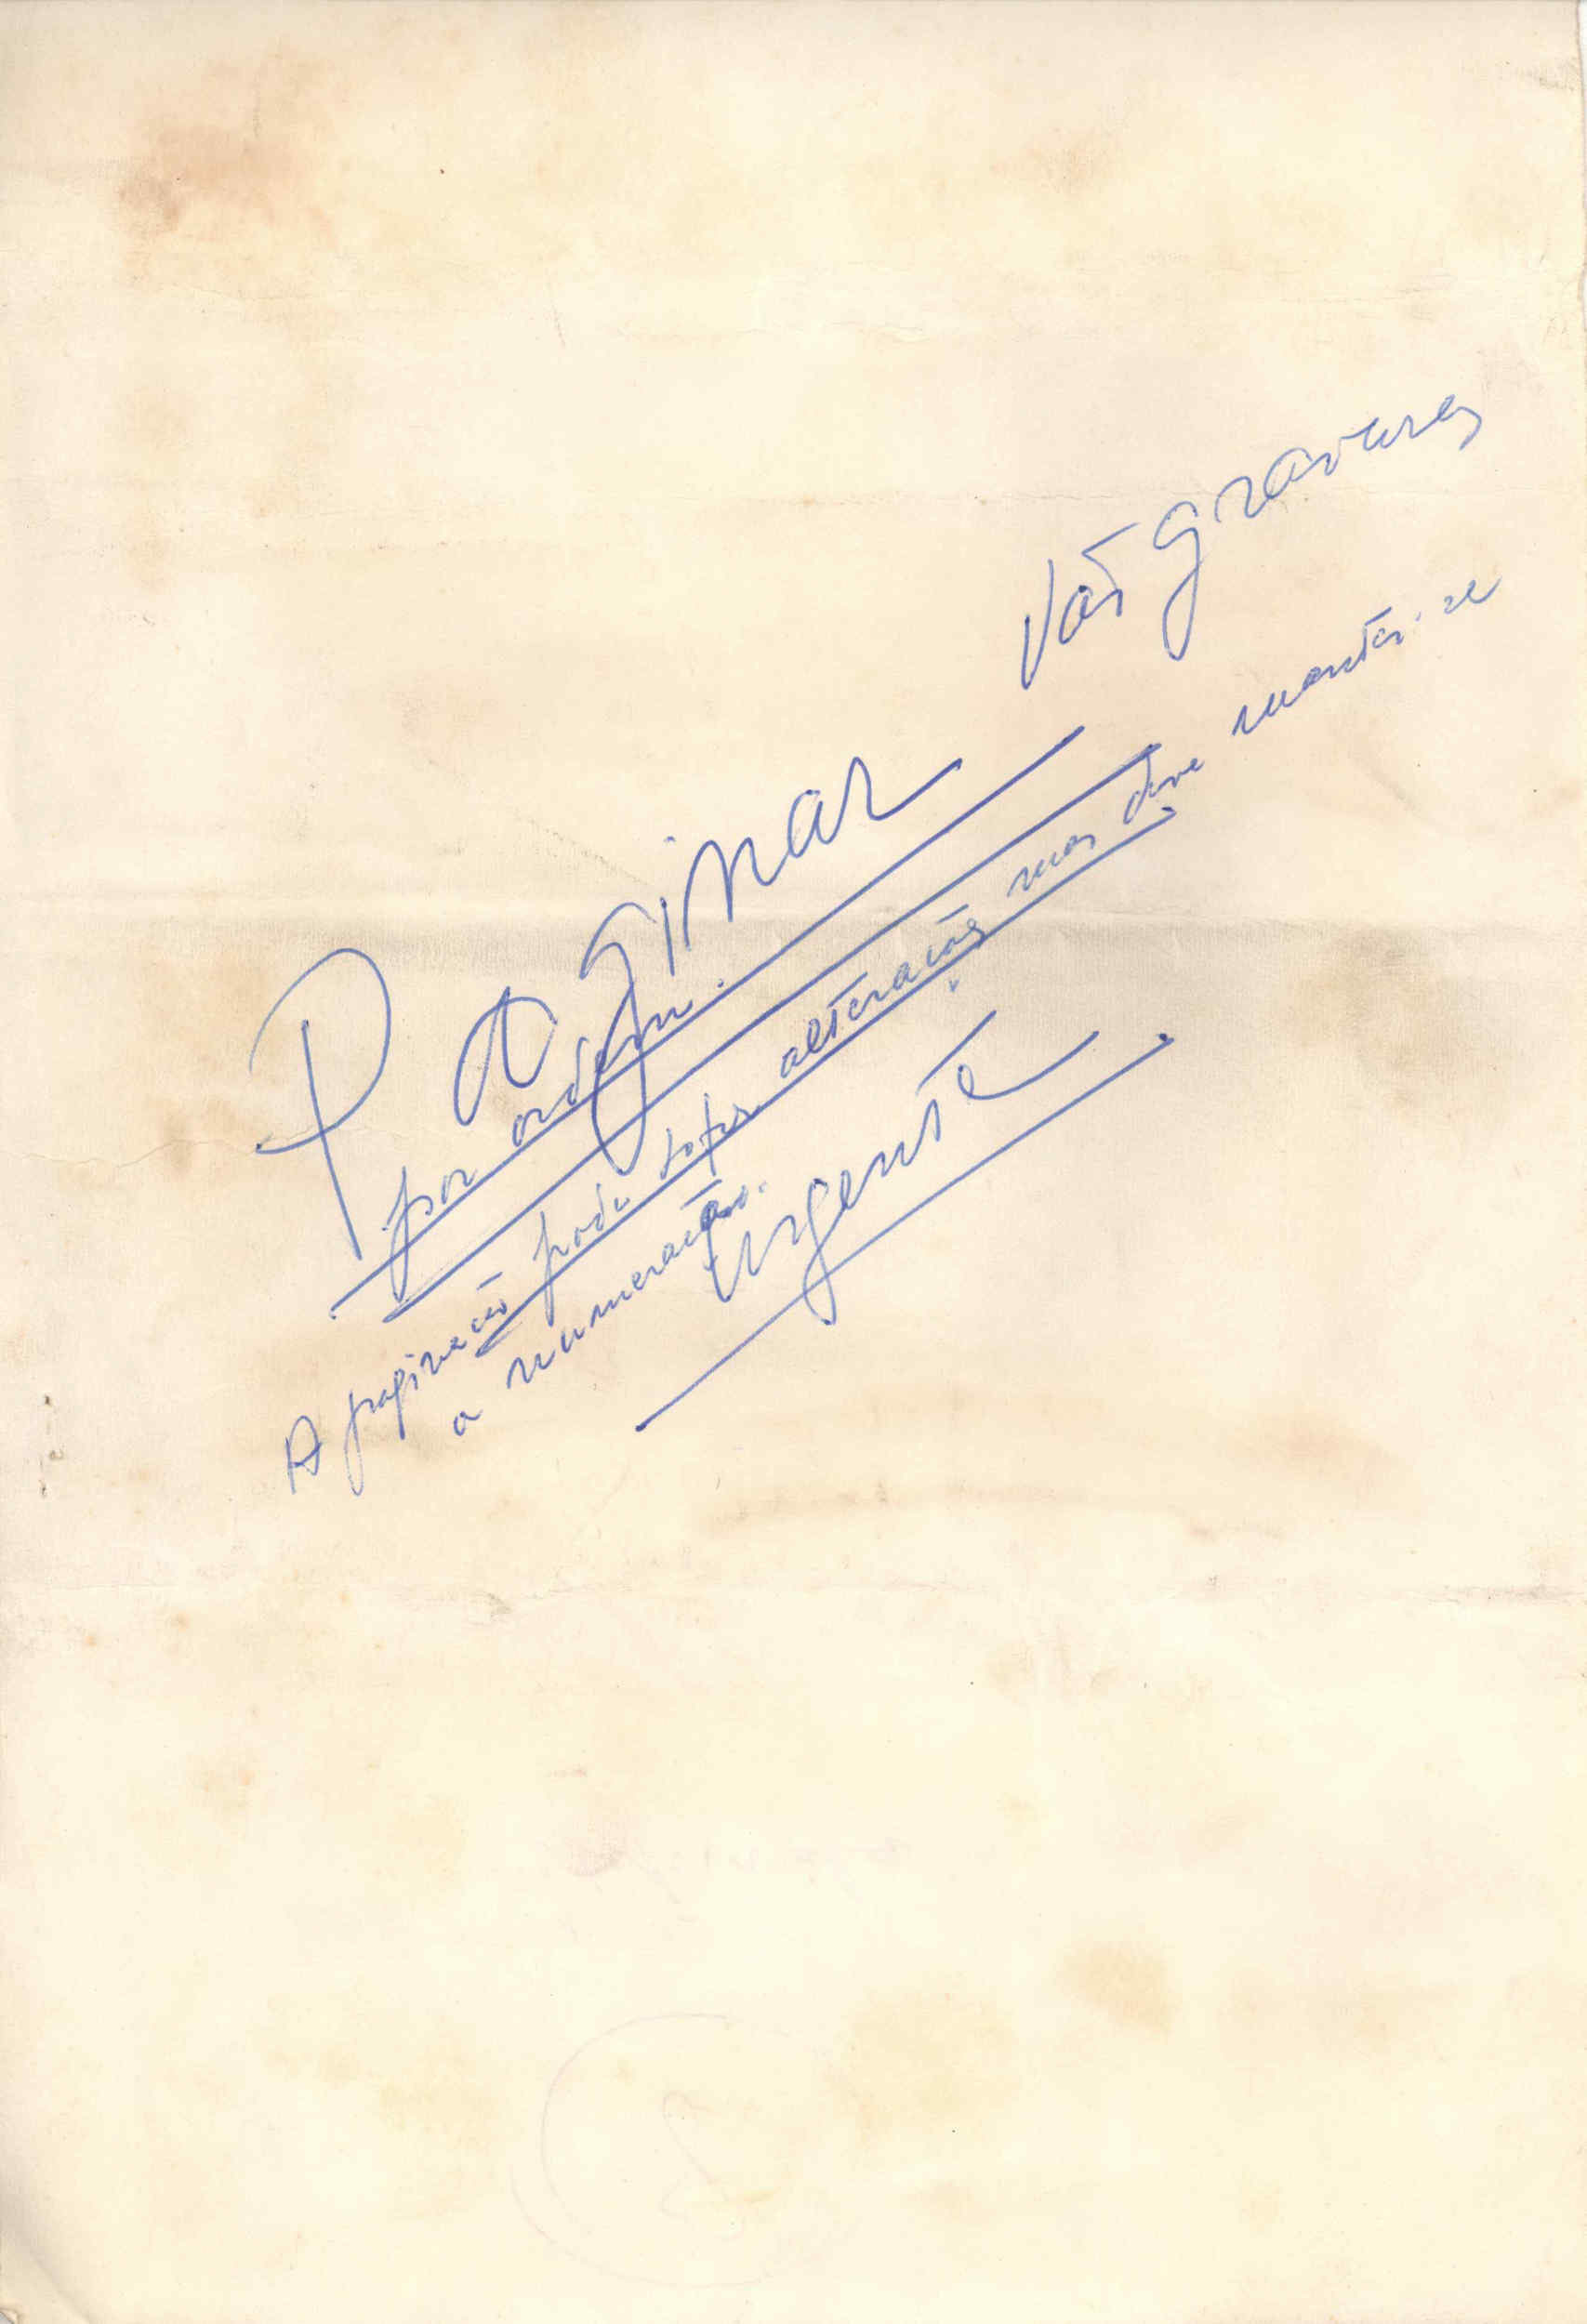 Vão gravuras
Paginar
por ordem.
A paginação pode sofrer alterações mas deve manter-se
a numeração.
Urgente